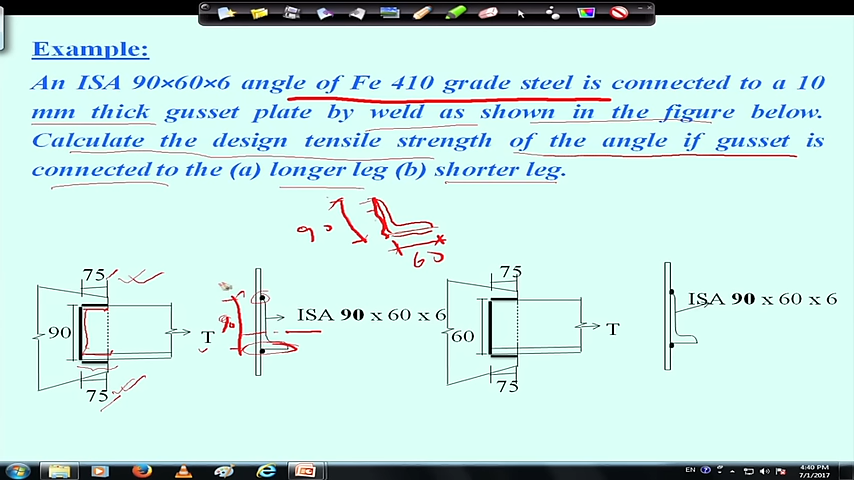 Example:
An ISA 90×60×6 angle of Fe 410 grade steel is connected to a 10
mm thick gusset plate by weld as shown in the figure below.
Calculate the design tensile strength of the angle if gusset is
connected to the (a) longer leg (b) shorter leg.
90
60
75
90
T
75
90
ISA 90 x 60 x 6
75
60
T
75
ISA 90 x 60 x 6
EN
4:40 PM
7/1/2017